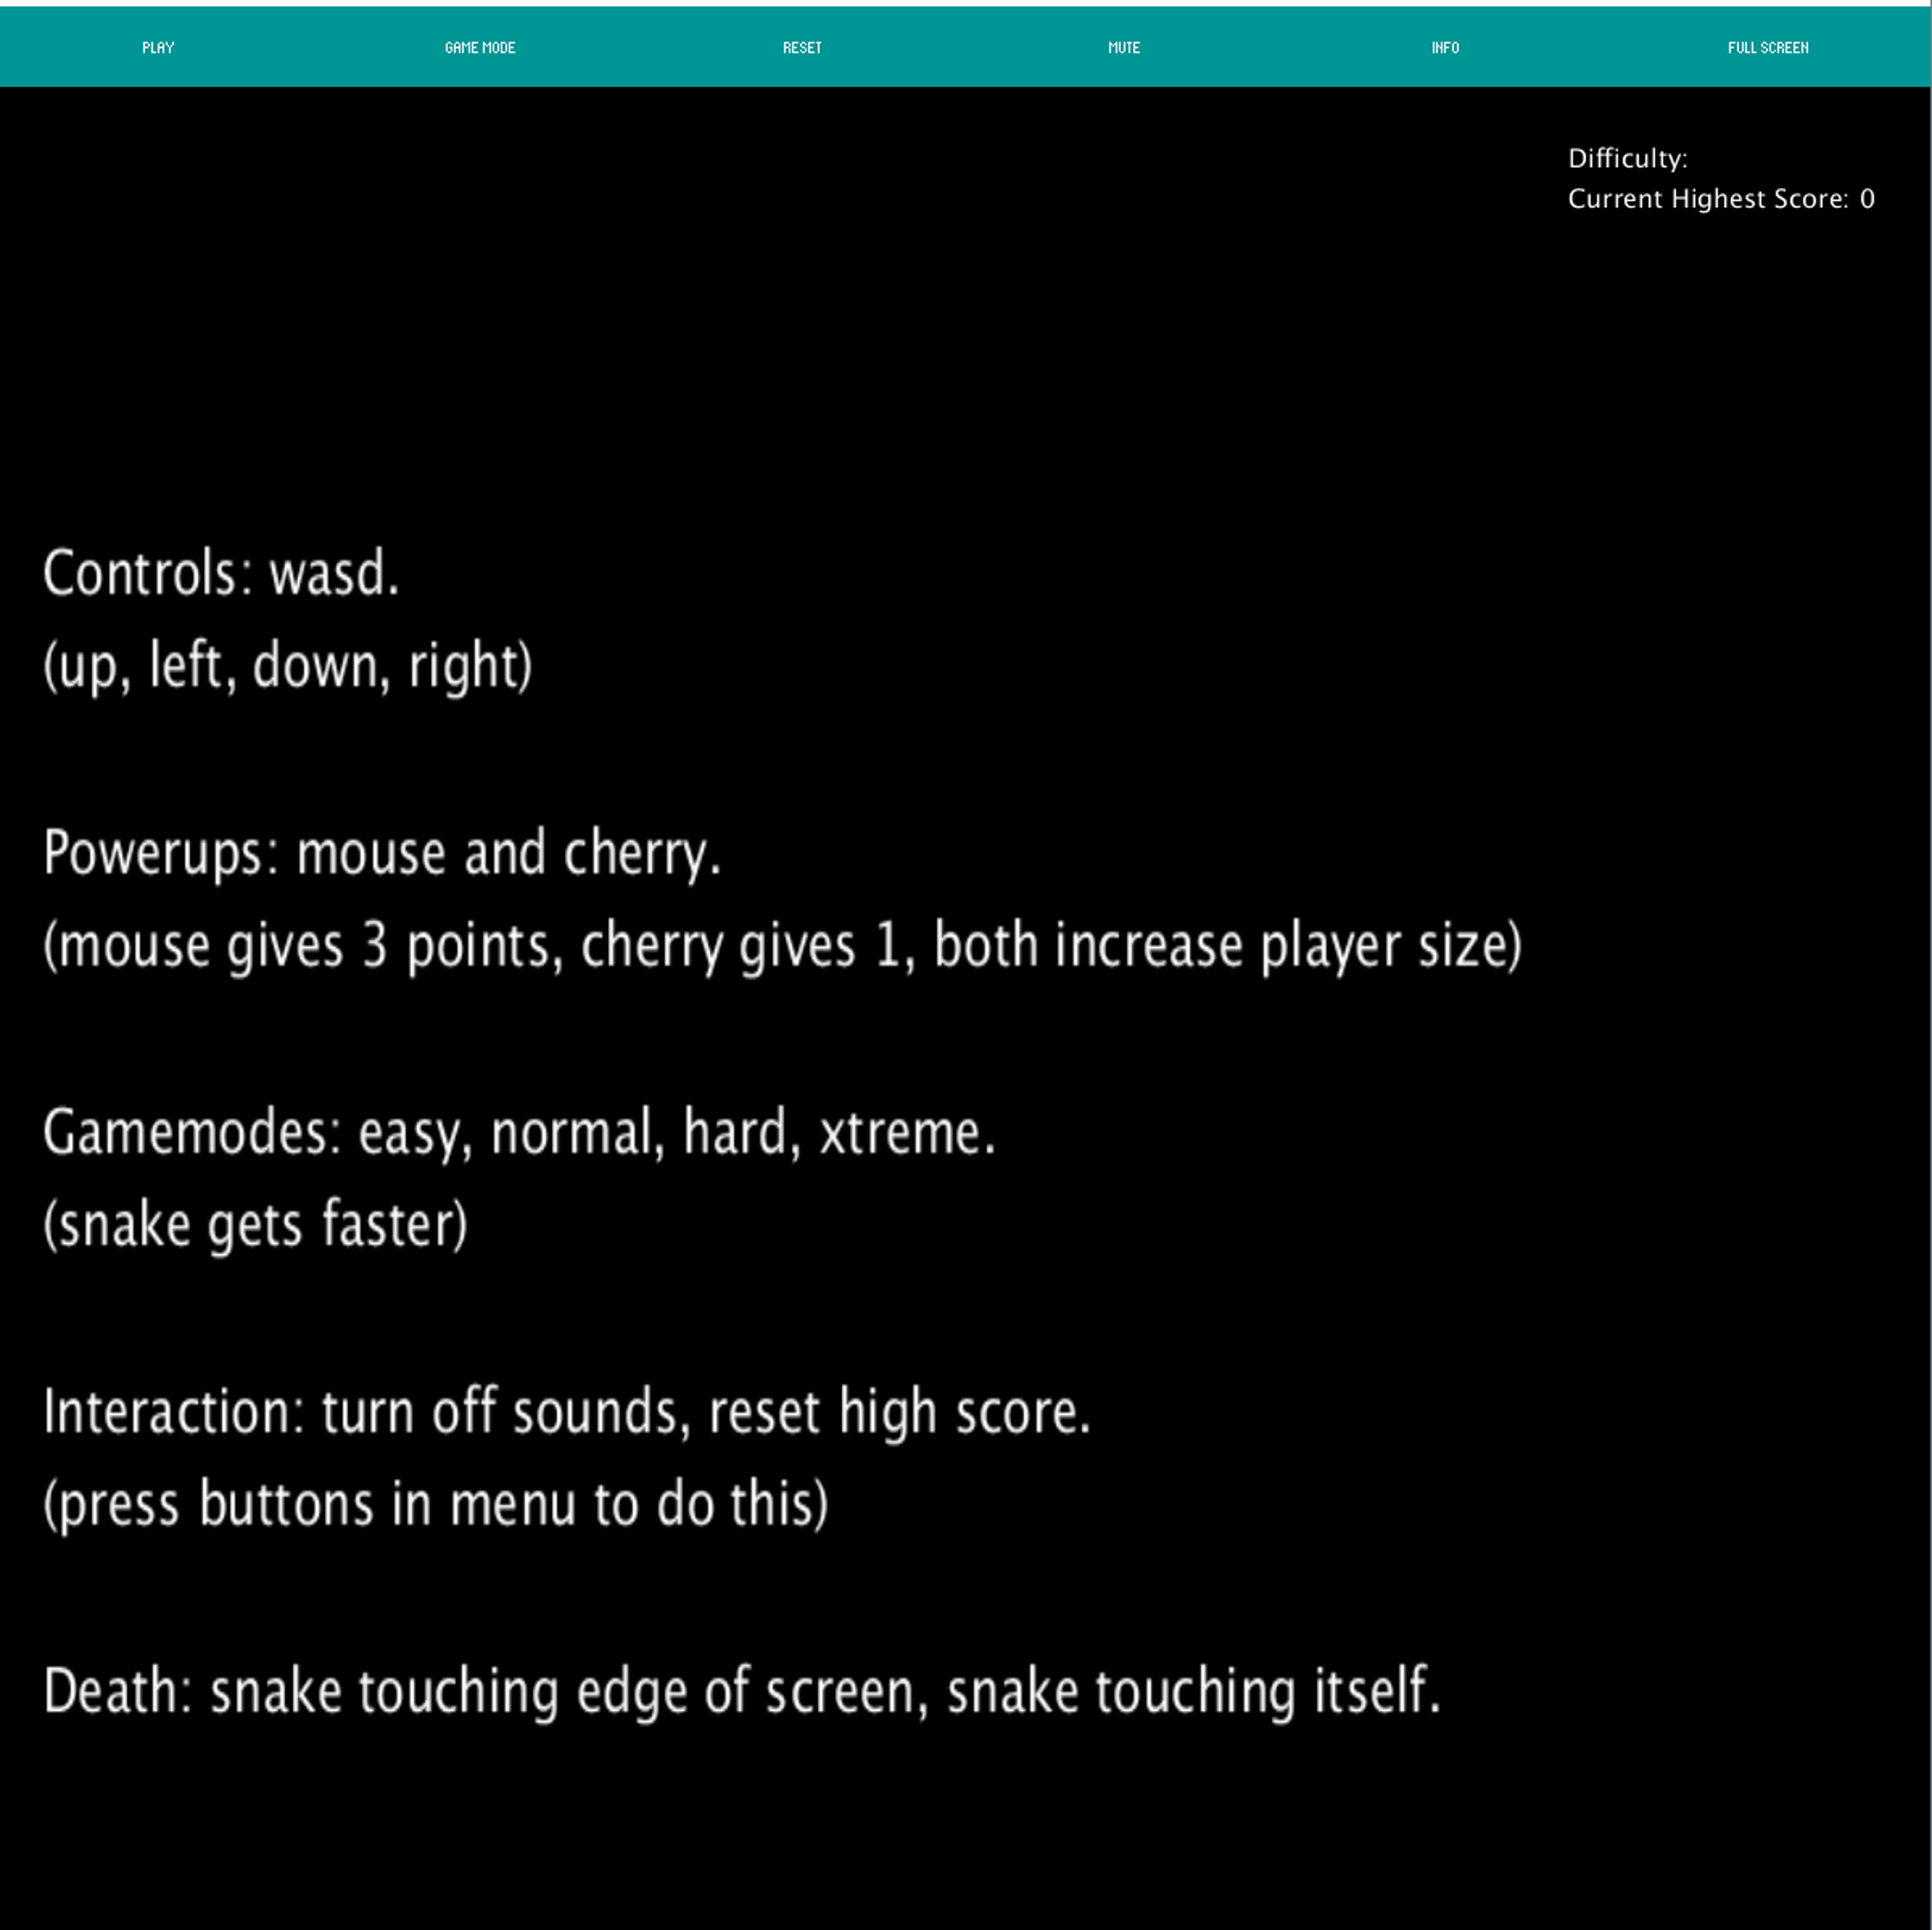 PLAY GAME MODE RESET MUTE INFO FULL SCREEN
Difficulty:
Current Highest Score: 0
Controls: wasd.
(up, left, down, right)
Powerups: mouse and cherry.
(mouse gives 3 points, cherry gives 1, both increase player size)
Gamemodes: easy, normal, hard, xtreme.
(snake gets faster)
Interaction: turn off sounds, reset high score.
(press buttons in menu to do this)
Death: snake touching edge of screen, snake touching itself.